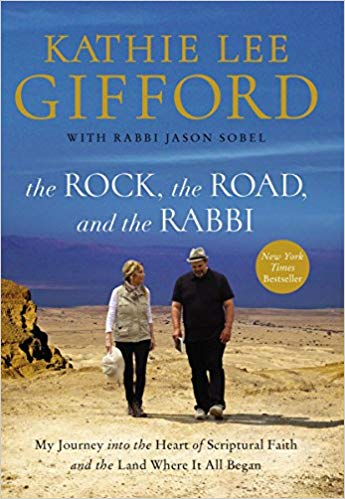 KATHIE LEE
GIFFORD
WITH RABBI JASON SOBEL
the ROCK, the ROAD,
and the RABBI
New York
Times
Bestseller
My Journey into the Heart of Scriptural Faith
and the Land Where It All Began